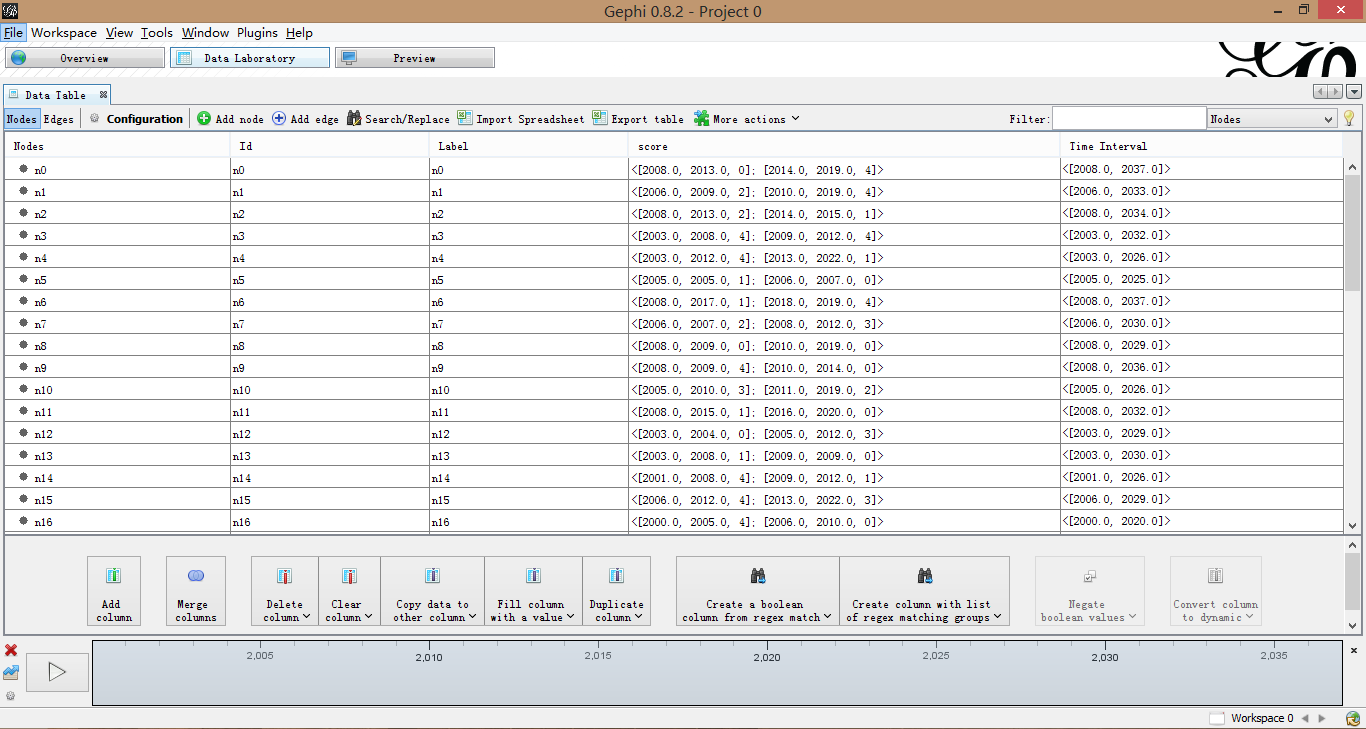 Gephi 0.8.2 - Project 0
File Workspace View Tools Window Plugins Help
Overview Data Laboratory Preview
Data Table
Nodes Edges Configuration Add node Add edge Search/Replace Import Spreadsheet Export table More actions Filter: Nodes
Nodes Id Label score Time Interval
n0 n0 n0 <[2008.0, 2013.0, 0]; [2014.0, 2019.0, 4]> <[2008.0, 2037.0]>
n1 n1 n1 <[2006.0, 2009.0, 2]; [2010.0, 2019.0, 4]> <[2006.0, 2033.0]>
n2 n2 n2 <[2008.0, 2013.0, 2]; [2014.0, 2015.0, 1]> <[2008.0, 2034.0]>
n3 n3 n3 <[2003.0, 2008.0, 4]; [2009.0, 2012.0, 4]> <[2003.0, 2032.0]>
n4 n4 n4 <[2003.0, 2012.0, 4]; [2013.0, 2022.0, 1]> <[2003.0, 2026.0]>
n5 n5 n5 <[2005.0, 2005.0, 1]; [2006.0, 2007.0, 0]> <[2005.0, 2025.0]>
n6 n6 n6 <[2008.0, 2017.0, 1]; [2018.0, 2019.0, 4]> <[2008.0, 2037.0]>
n7 n7 n7 <[2006.0, 2007.0, 2]; [2008.0, 2012.0, 3]> <[2006.0, 2030.0]>
n8 n8 n8 <[2008.0, 2009.0, 0]; [2010.0, 2019.0, 0]> <[2008.0, 2029.0]>
n9 n9 n9 <[2008.0, 2009.0, 4]; [2010.0, 2014.0, 0]> <[2008.0, 2036.0]>
n10 n10 n10 <[2005.0, 2010.0, 3]; [2011.0, 2019.0, 2]> <[2005.0, 2026.0]>
n11 n11 n11 <[2008.0, 2015.0, 1]; [2016.0, 2020.0, 0]> <[2008.0, 2032.0]>
n12 n12 n12 <[2003.0, 2004.0, 0]; [2005.0, 2012.0, 3]> <[2003.0, 2029.0]>
n13 n13 n13 <[2003.0, 2008.0, 1]; [2009.0, 2009.0, 0]> <[2003.0, 2030.0]>
n14 n14 n14 <[2001.0, 2008.0, 4]; [2009.0, 2012.0, 1]> <[2001.0, 2026.0]>
n15 n15 n15 <[2006.0, 2012.0, 4]; [2013.0, 2022.0, 3]> <[2006.0, 2029.0]>
n16 n16 n16 <[2000.0, 2005.0, 4]; [2006.0, 2010.0, 0]> <[2000.0, 2020.0]>
Add Merge Delete Clear Copy data to Fill column Duplicate Create a boolean Create column with list Negate Convert column
column columns column column other column with a value column column from regex match of regex matching groups boolean values to dynamic
2,005 2,010 2,015 2,020 2,025 2,030 2,035
Workspace 0